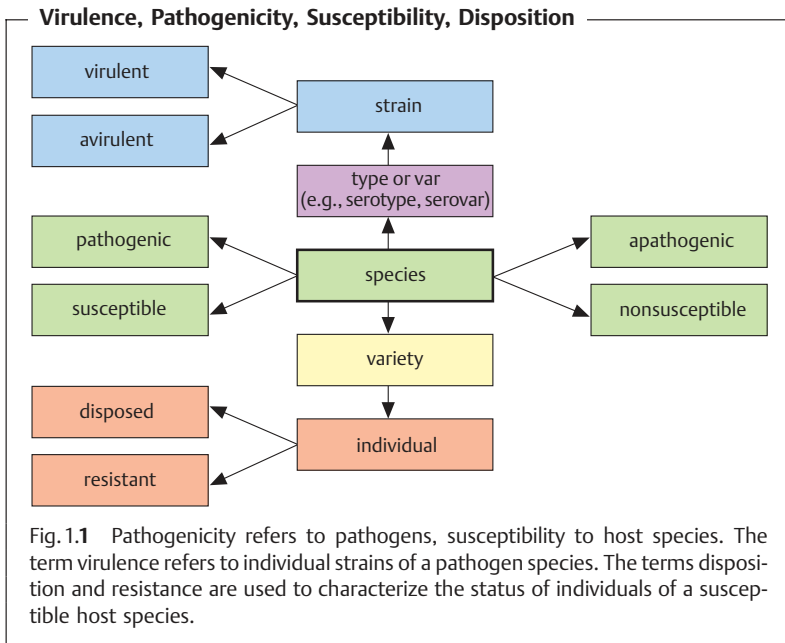 Virulence, Pathogenicity, Susceptibility, Disposition
virulent
strain
avirulent
type or var
(e.g., serotype, serovar)
pathogenic
apathogenic
species
susceptible
nonsusceptible
variety
disposed
individual
resistant
Fig. 1.1 Pathogenicity refers to pathogens, susceptibility to host species. The
term virulence refers to individual strains of a pathogen species. The terms disposi-
tion and resistance are used to characterize the status of individuals of a suscep-
tible host species.